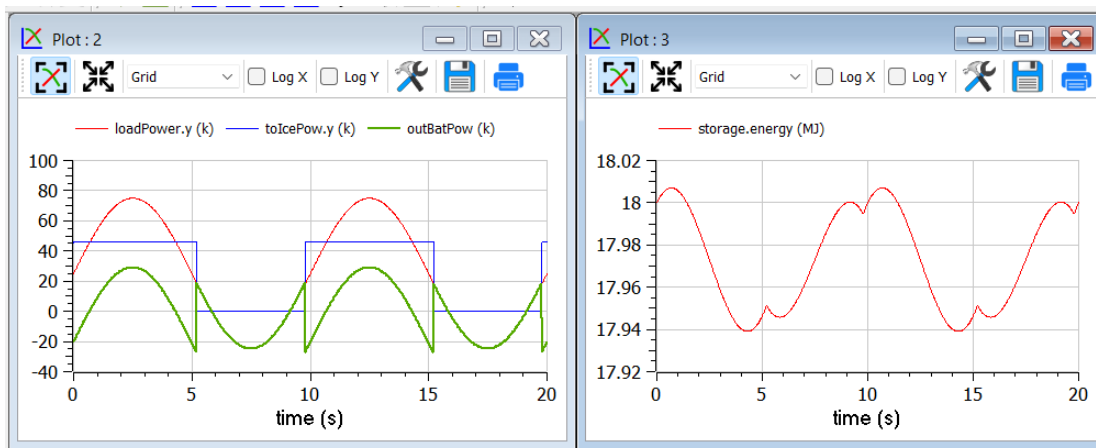 Plot : 2
Grid Log X Log Y
loadPower.y (k) toIcePow.y (k) outBatPow (k)
100
80
60
40
20
0
-20
-40
0 5 10 15 20
time (s)
Plot : 3
Grid Log X Log Y
storage.energy (MJ)
18.02
18
17.98
17.96
17.94
17.92
0 5 10 15 20
time (s)